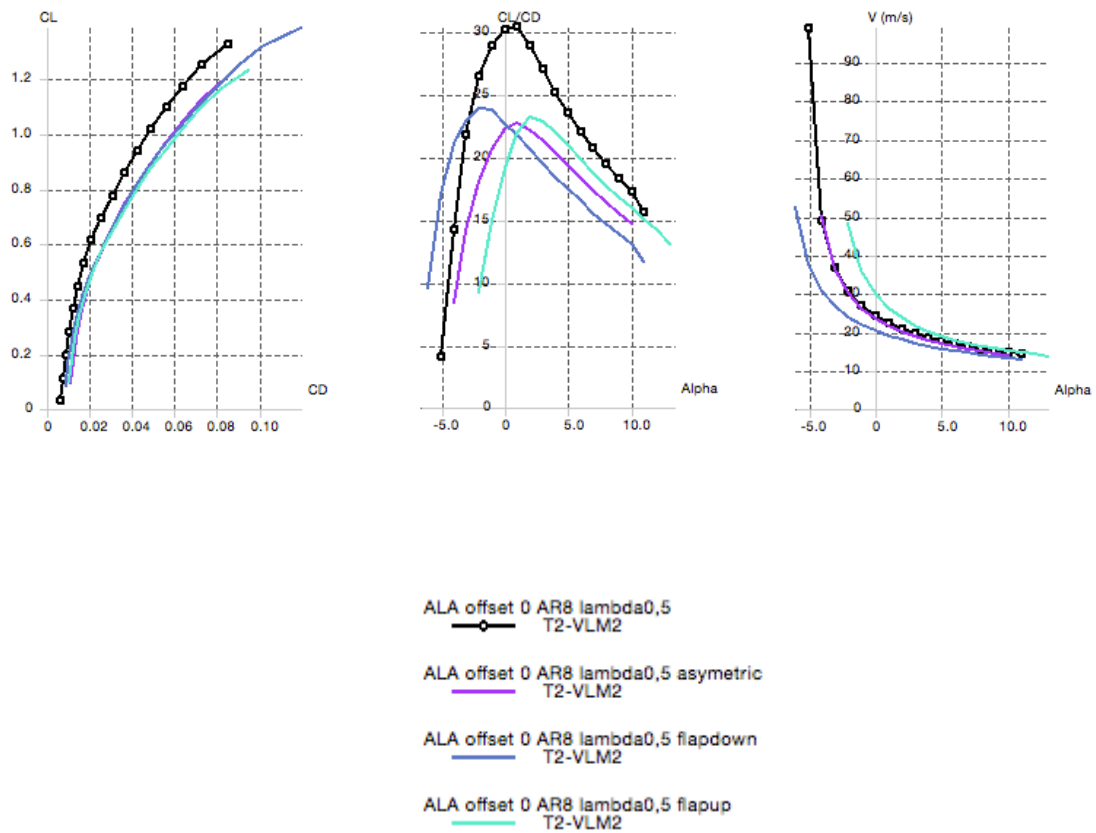 CL
CL/CD
V (m/s)
1.2
1.0
0.8
0.6
0.4
0.2
0
CD
0
0.02
0.04
0.06
0.08
0.10
30
25
20
15
10
5
0
Alpha
-5.0
0
5.0
10.0
90
80
70
60
50
40
30
20
10
0
Alpha
-5.0
0
5.0
10.0
ALA offset 0 AR8 lambda0,5
T2-VLM2
ALA offset 0 AR8 lambda0,5 asymetric
T2-VLM2
ALA offset 0 AR8 lambda0,5 flapdown
T2-VLM2
ALA offset 0 AR8 lambda0,5 flapup
T2-VLM2